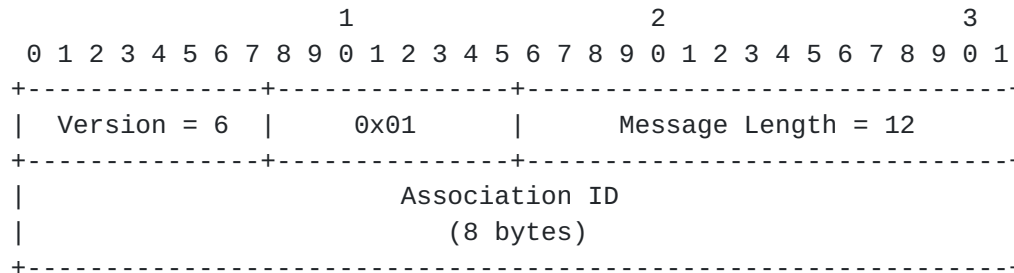 1                   2                   3
 0 1 2 3 4 5 6 7 8 9 0 1 2 3 4 5 6 7 8 9 0 1 2 3 4 5 6 7 8 9 0 1
+---------------+---------------+-------------------------------+
|  Version = 6  |     0x01      |      Message Length = 12
+---------------+---------------+-------------------------------+
|                        Association ID
|                           (8 bytes)
+---------------------------------------------------------------+